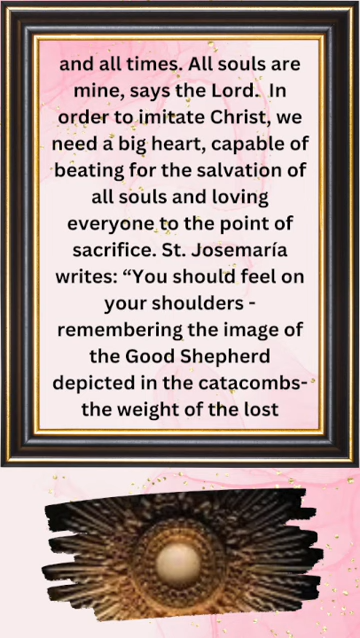 and all times. All souls are
mine, says the Lord.  In
order to imitate Christ, we
need a big heart, capable of
beating for the salvation of
all souls and loving
everyone to the point of
sacrifice. St. Josemaría
writes: “You should feel on
your shoulders -
remembering the image of
the Good Shepherd
depicted in the catacombs-
the weight of the lost